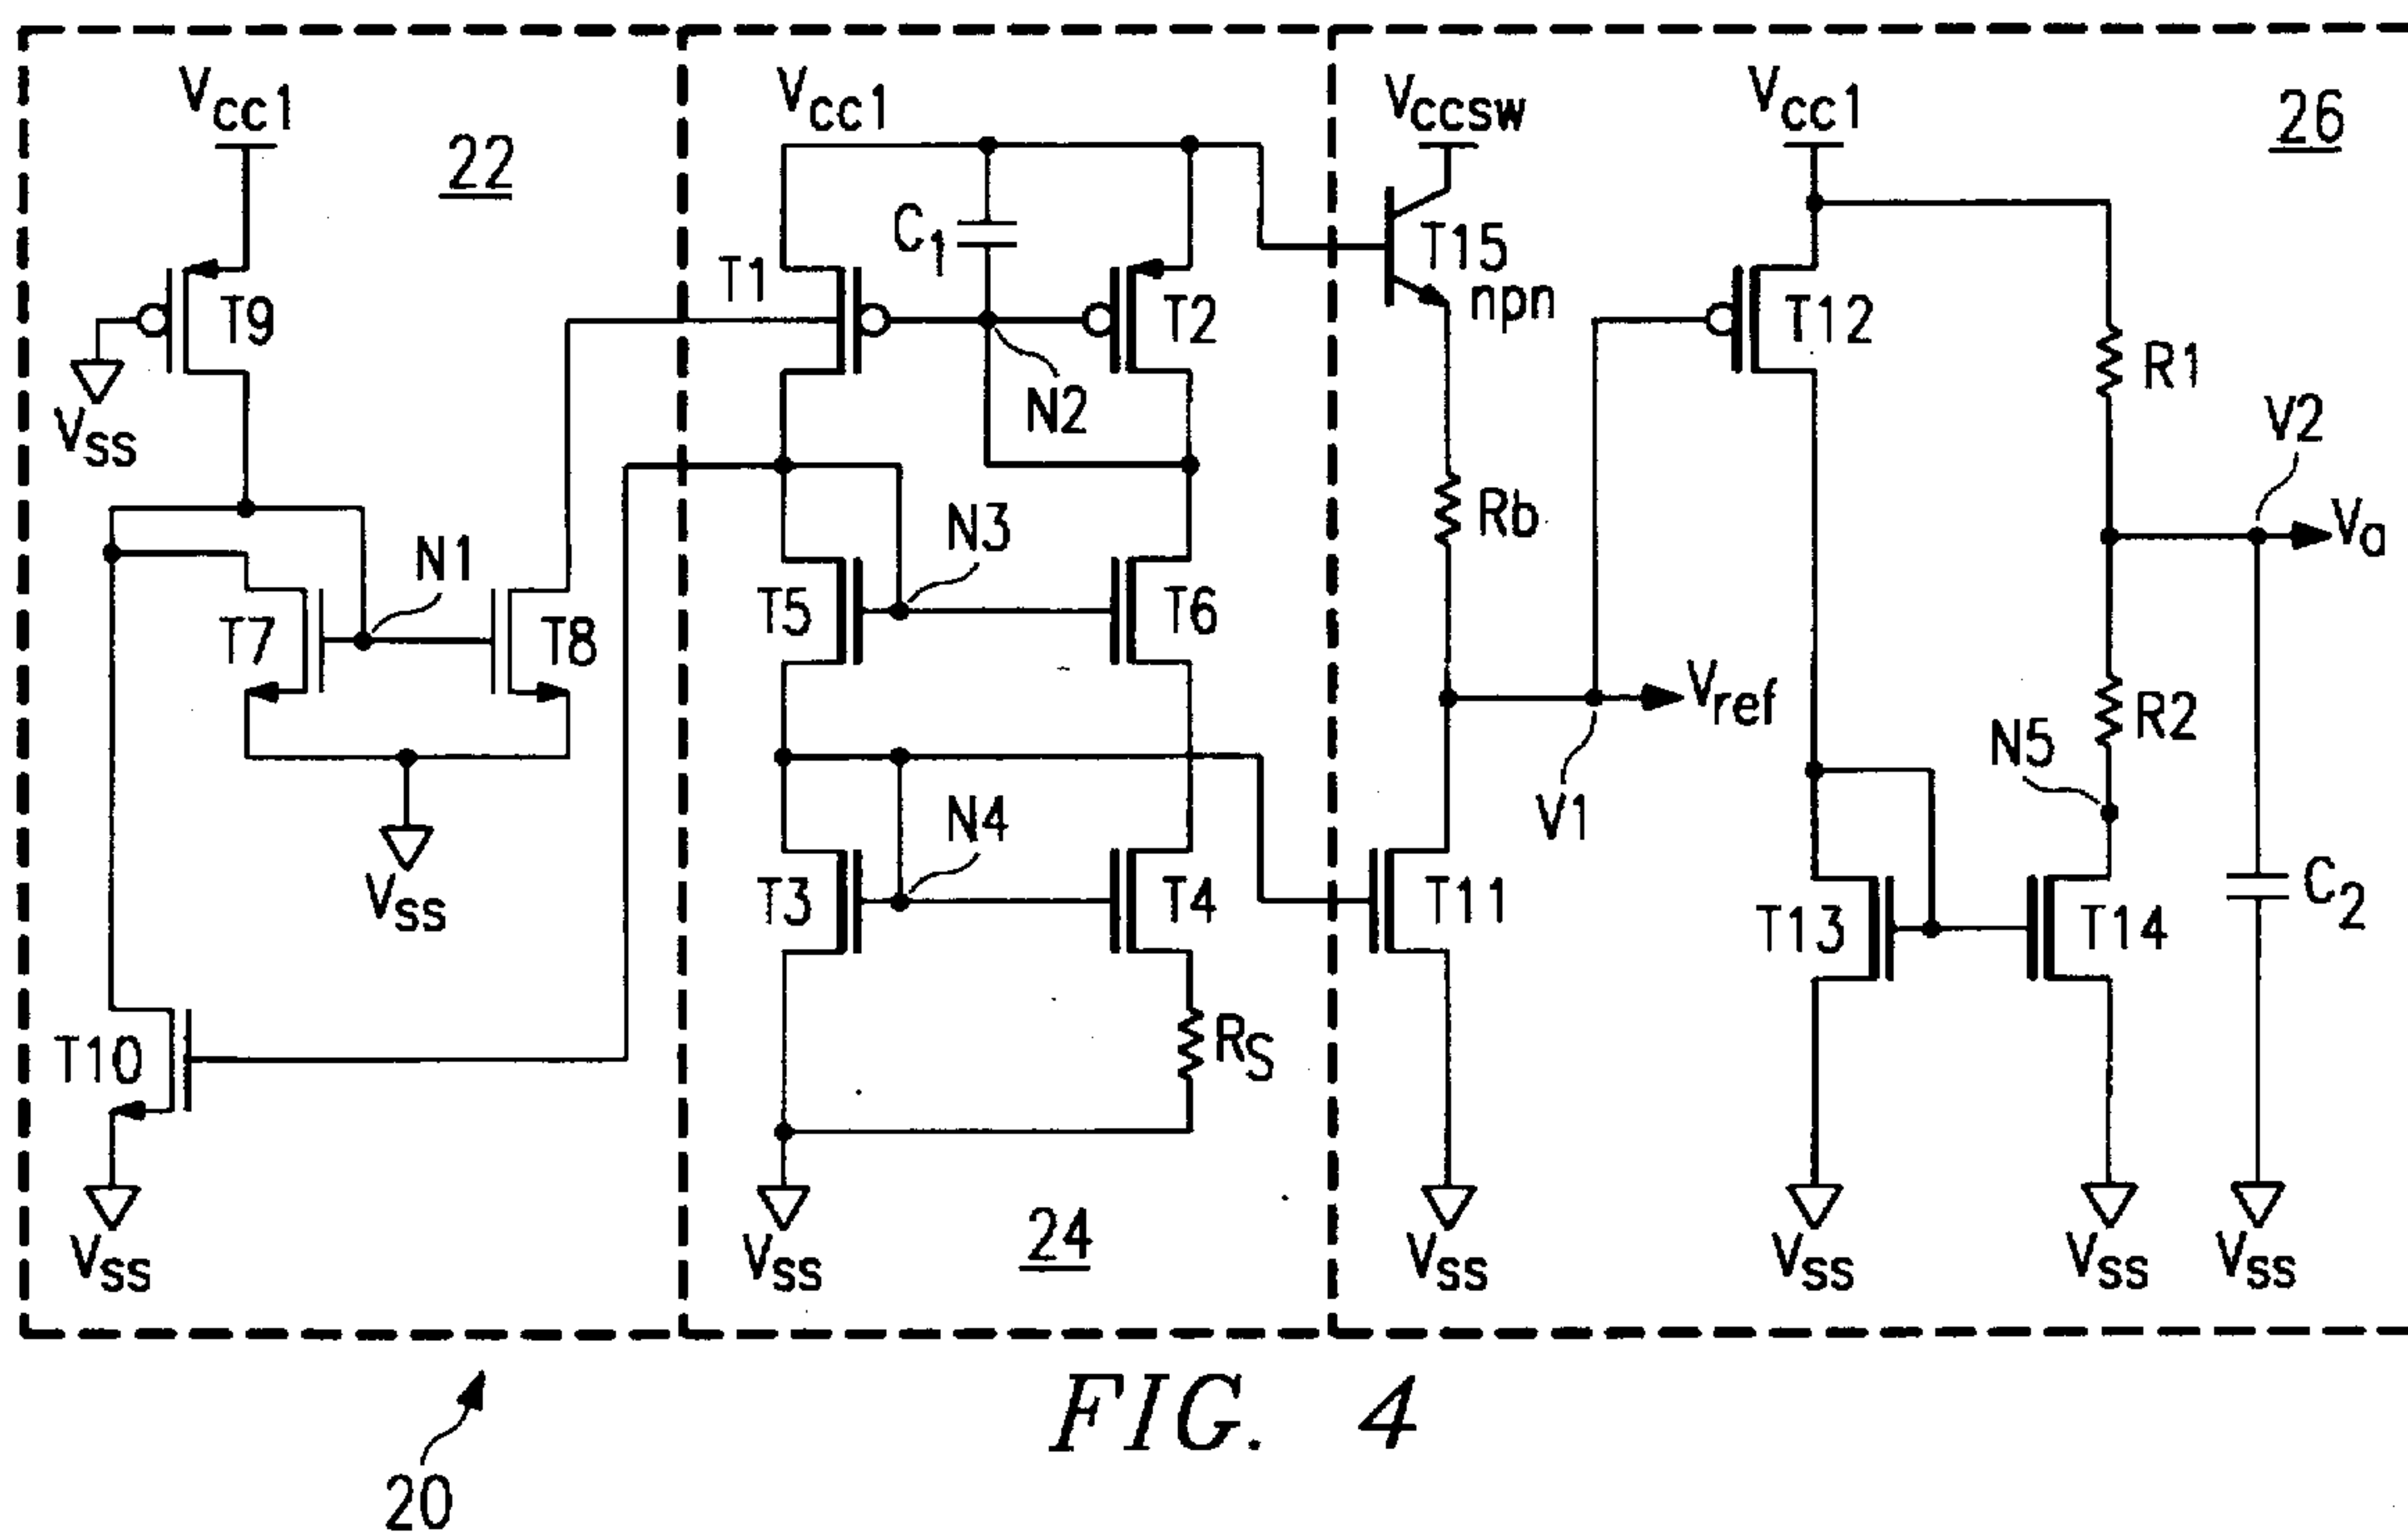 Vcc1
22
T9
Vss
N1
T7
T8
Vss
T10
Vss
Vcc1
C1
T1
T2
N2
N3
T5
T6
N4
T3
T4
RS
Vss
24
Vccsw
T15
npn
Rb
Vref
V1
T11
Vss
Vcc1
26
T12
R1
V2
Va
R2
N5
T13
T14
C2
Vss
Vss
Vss
20
FIG. 4